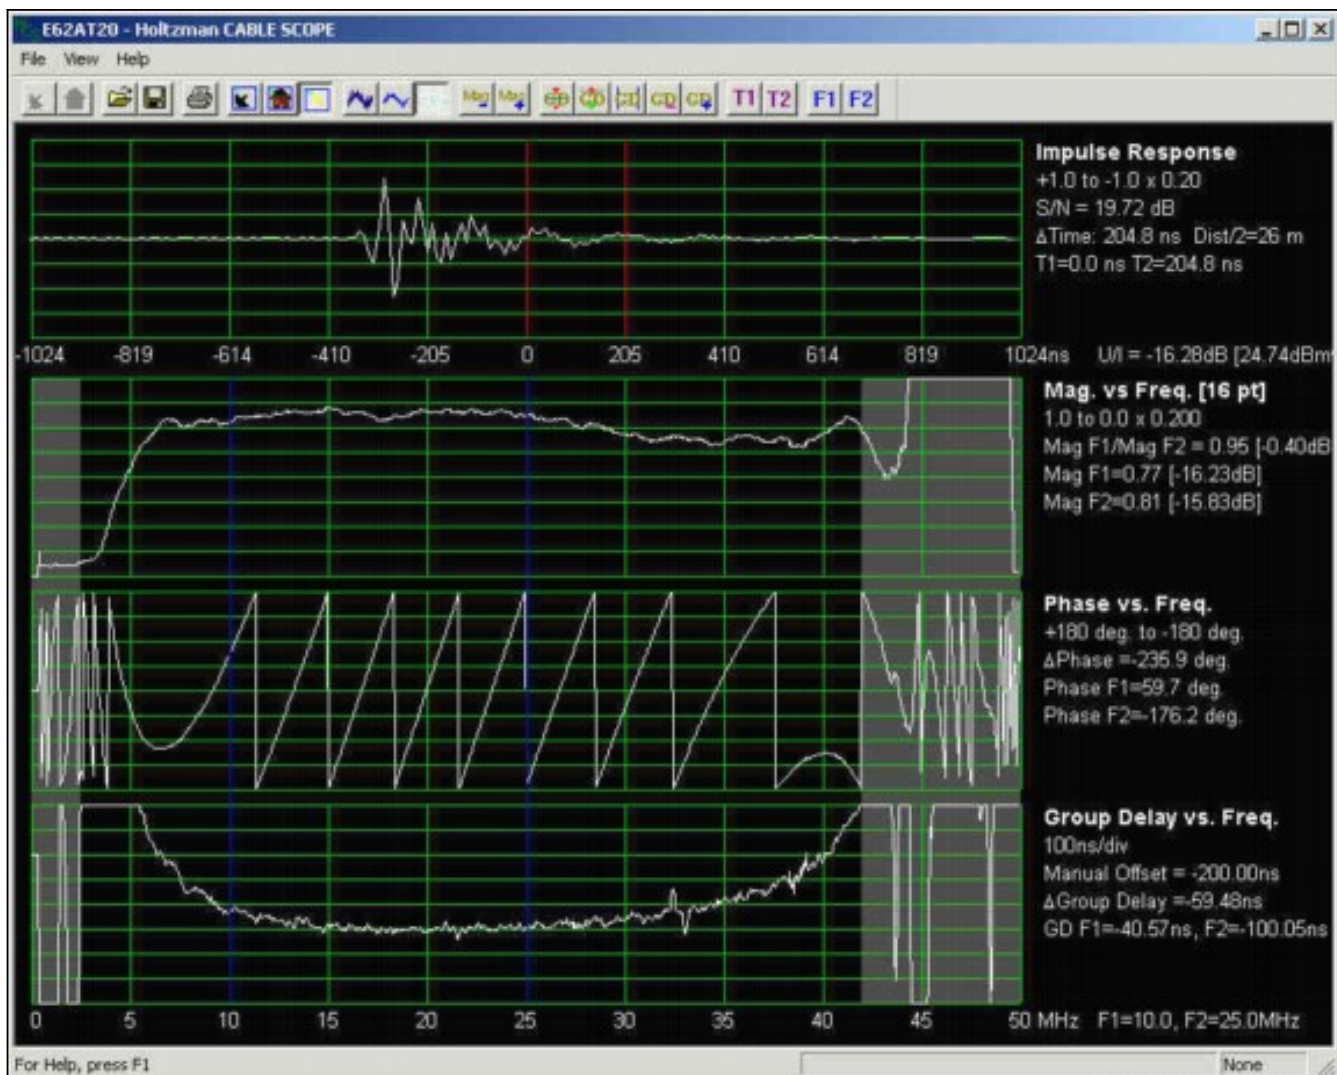 E62AT20 - Holtzman CABLE SCOPE
File View Help
Mag Mag GD GD GD GD GD T1 T2 F1 F2
Impulse Response
+1.0 to -1.0 x 0.20
S/N = 19.72 dB
ΔTime: 204.8 ns Dist/2=26 m
T1=0.0 ns T2=204.8 ns
-1024 -819 -614 -410 -205 0 205 410 614 819 1024ns U/I = -16.28dB [24.74dBm
Mag. vs Freq. [16 pt]
1.0 to 0.0 x 0.200
Mag F1/Mag F2 = 0.95 [-0.40dB
Mag F1=0.77 [-16.23dB]
Mag F2=0.81 [-15.83dB]
Phase vs. Freq.
+180 deg. to -180 deg.
ΔPhase =-235.9 deg.
Phase F1=59.7 deg.
Phase F2=-176.2 deg.
Group Delay vs. Freq.
100ns/div
Manual Offset = -200.00ns
ΔGroup Delay =-59.48ns
GD F1=-40.57ns, F2=-100.05ns
0 5 10 15 20 25 30 35 40 45 50 MHz F1=10.0, F2=25.0MHz
For Help, press F1 None